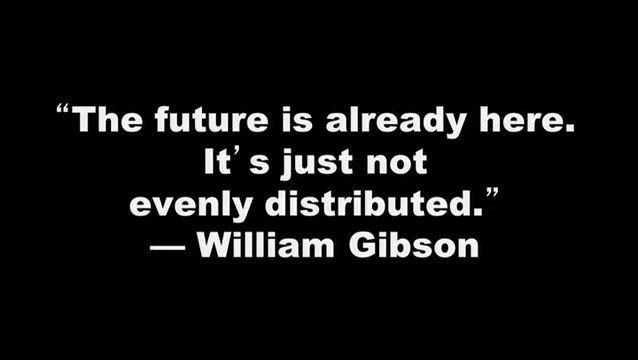 “The future is already here.
It’s just not
evenly distributed.”
— William Gibson